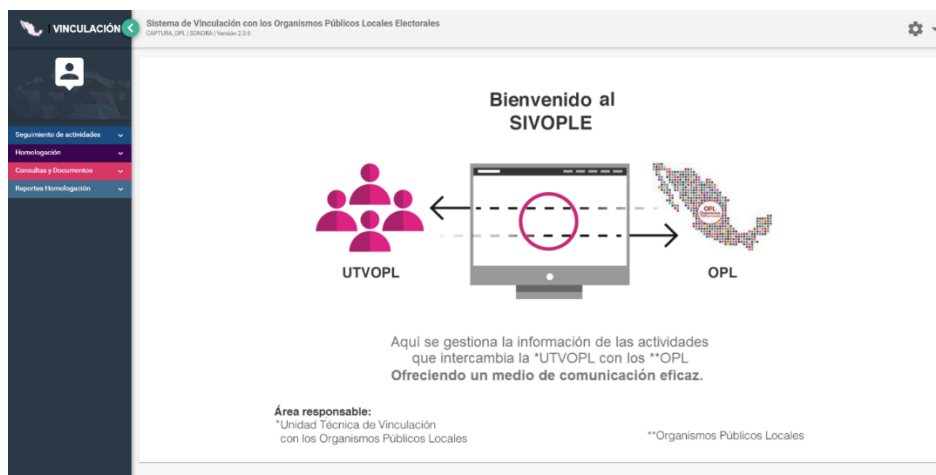 VINCULACIÓN
Sistema de Vinculación con los Organismos Públicos Locales Electorales
CAPTURA_OPL | SONORA | Versión 2.3.6
Seguimiento de actividades
Homologación
Consultas y Documentos
Reportes Homologación
Bienvenido al
SIVOPLE
OPL
UTVOPL
OPL
Aquí se gestiona la información de las actividades
que intercambia la *UTVOPL con los **OPL
Ofreciendo un medio de comunicación eficaz.
Área responsable:
*Unidad Técnica de Vinculación
con los Organismos Públicos Locales
**Organismos Públicos Locales